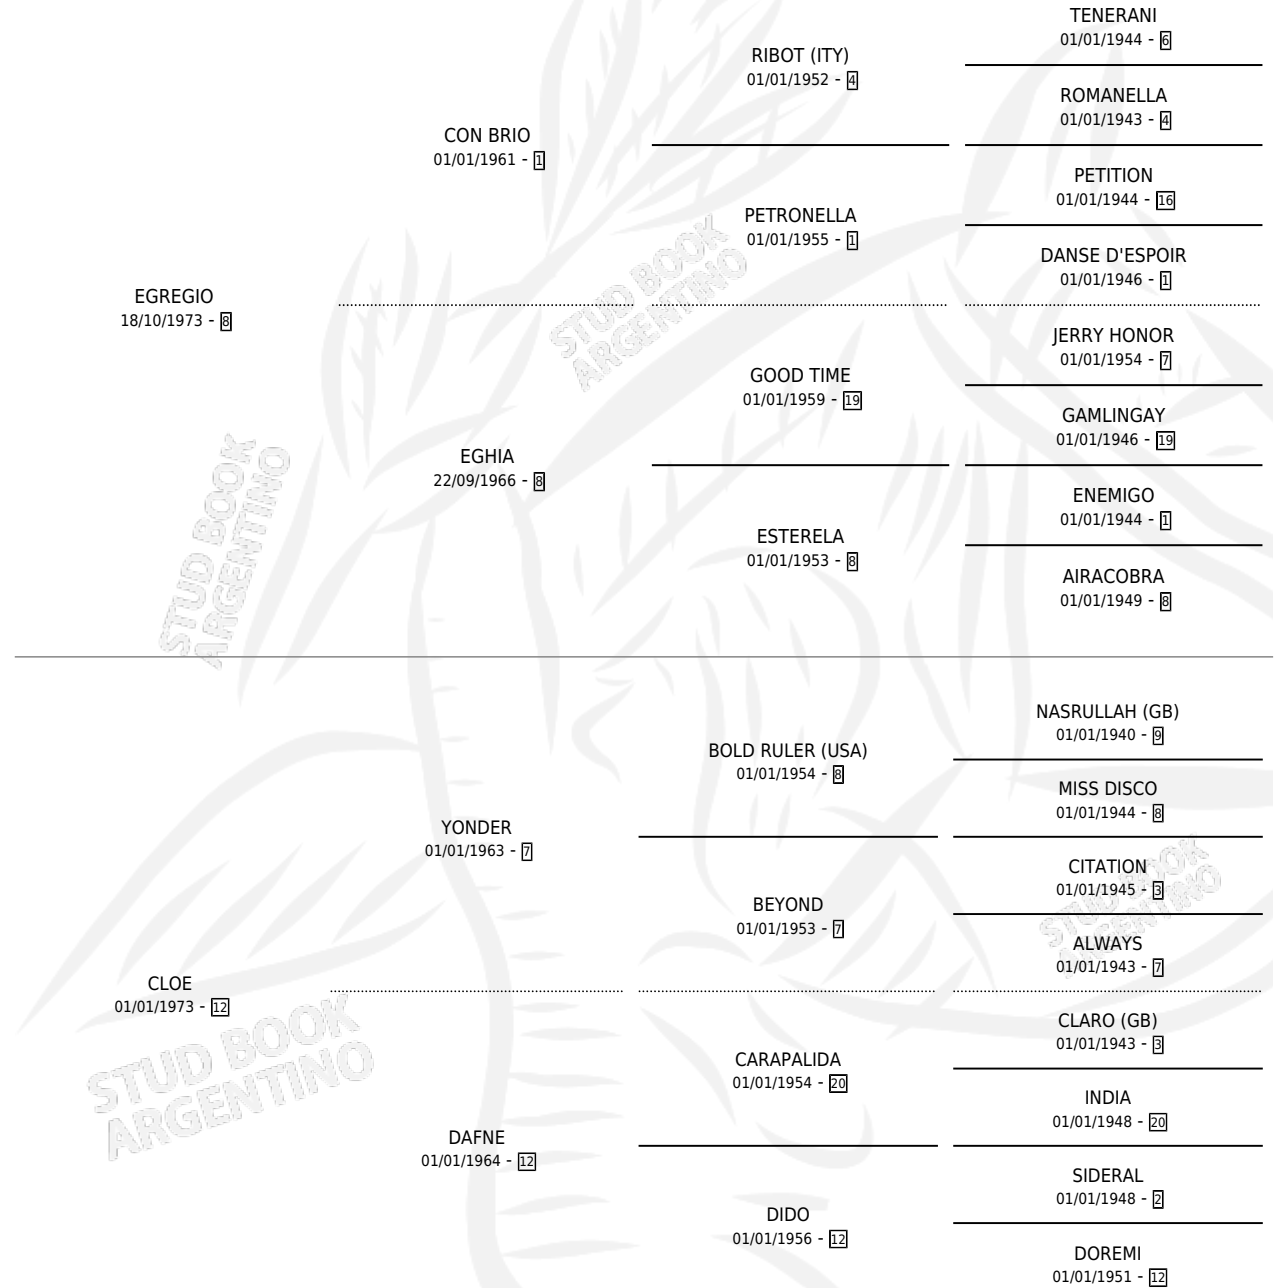 TENERANI
01/01/1944 - 6
RIBOT (ITY)
01/01/1952 - 4
ROMANELLA
01/01/1943 - 4
CON BRIO
01/01/1961 - 1
PETITION
01/01/1944 - 16
PETRONELLA
01/01/1955 - 1
DANSE D'ESPOIR
01/01/1946 - 1
EGREGIO
18/10/1973 - 8
STUD BOOK
ARGENTINO
JERRY HONOR
01/01/1954 - 7
GOOD TIME
01/01/1959 - 19
GAMLINGAY
01/01/1946 - 19
EGHIA
22/09/1966 - 8
ENEMIGO
01/01/1944 - 1
ESTERELA
01/01/1953 - 8
AIRACOBRA
01/01/1949 - 8
STUD BOOK
ARGENTINO
NASRULLAH (GB)
01/01/1940 - 9
BOLD RULER (USA)
01/01/1954 - 8
MISS DISCO
01/01/1944 - 8
YONDER
01/01/1963 - 7
CITATION
01/01/1945 - 3
BEYOND
01/01/1953 - 7
ALWAYS
01/01/1943 - 7
STUD BOOK
ARGENTINO
CLOE
01/01/1973 - 12
CLARO (GB)
01/01/1943 - 3
CARAPALIDA
01/01/1954 - 20
INDIA
01/01/1948 - 20
STUD BOOK
ARGENTINO
DAFNE
01/01/1964 - 12
SIDERAL
01/01/1948 - 2
DIDO
01/01/1956 - 12
DOREMI
01/01/1951 - 12